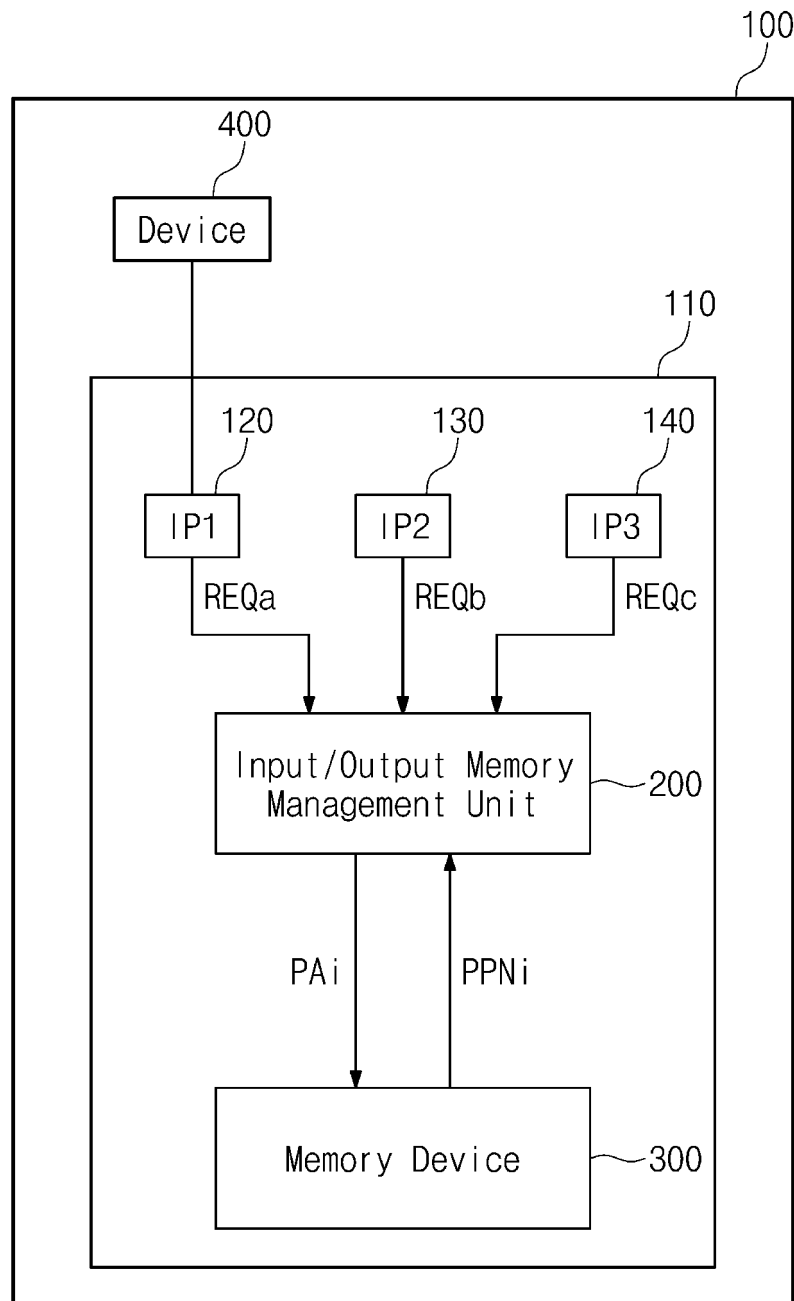 100
400
Device
110
120
130
140
IP1
IP2
IP3
REQa
REQb
REQc
Input/Output Memory
Management Unit
200
PAi
PPNi
Memory Device
300